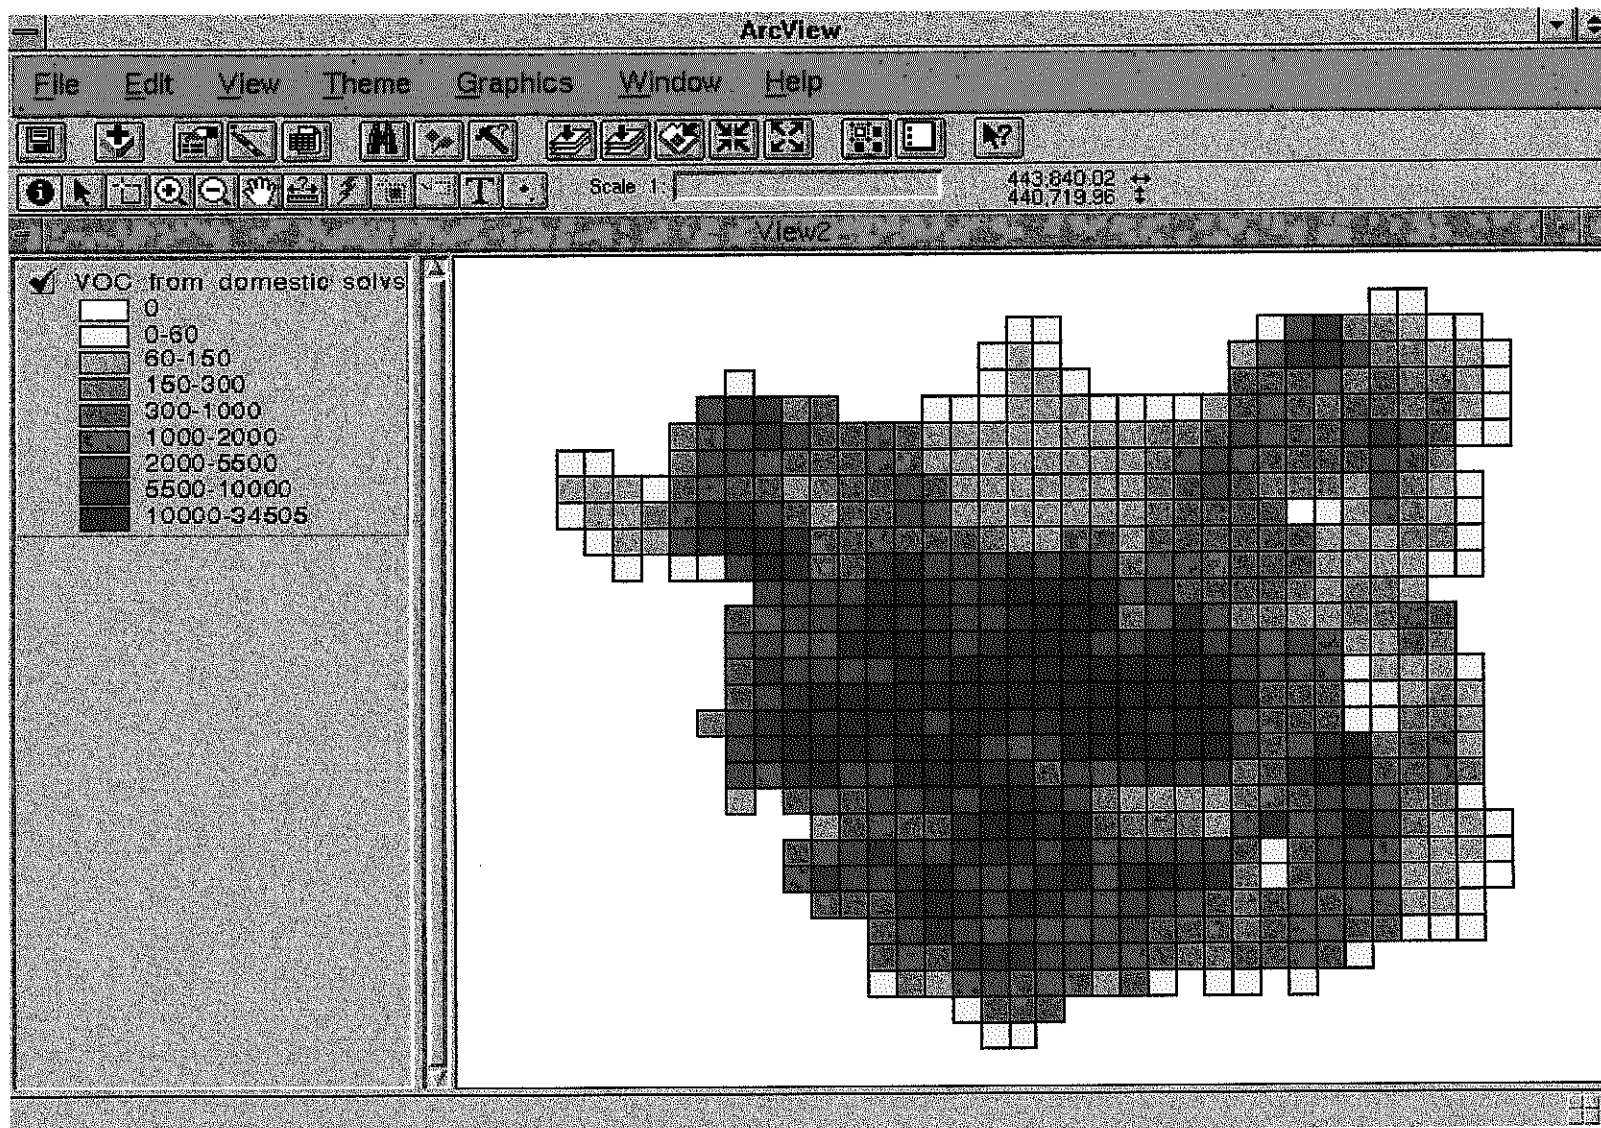 ArcView
File Edit View Theme Graphics Window Help
Scale 1:
443,840.02
440,719.96
View2
VOC from domestic solvs
0
0-60
60-150
150-300
300-1000
1000-2000
2000-5500
5500-10000
10000-34505